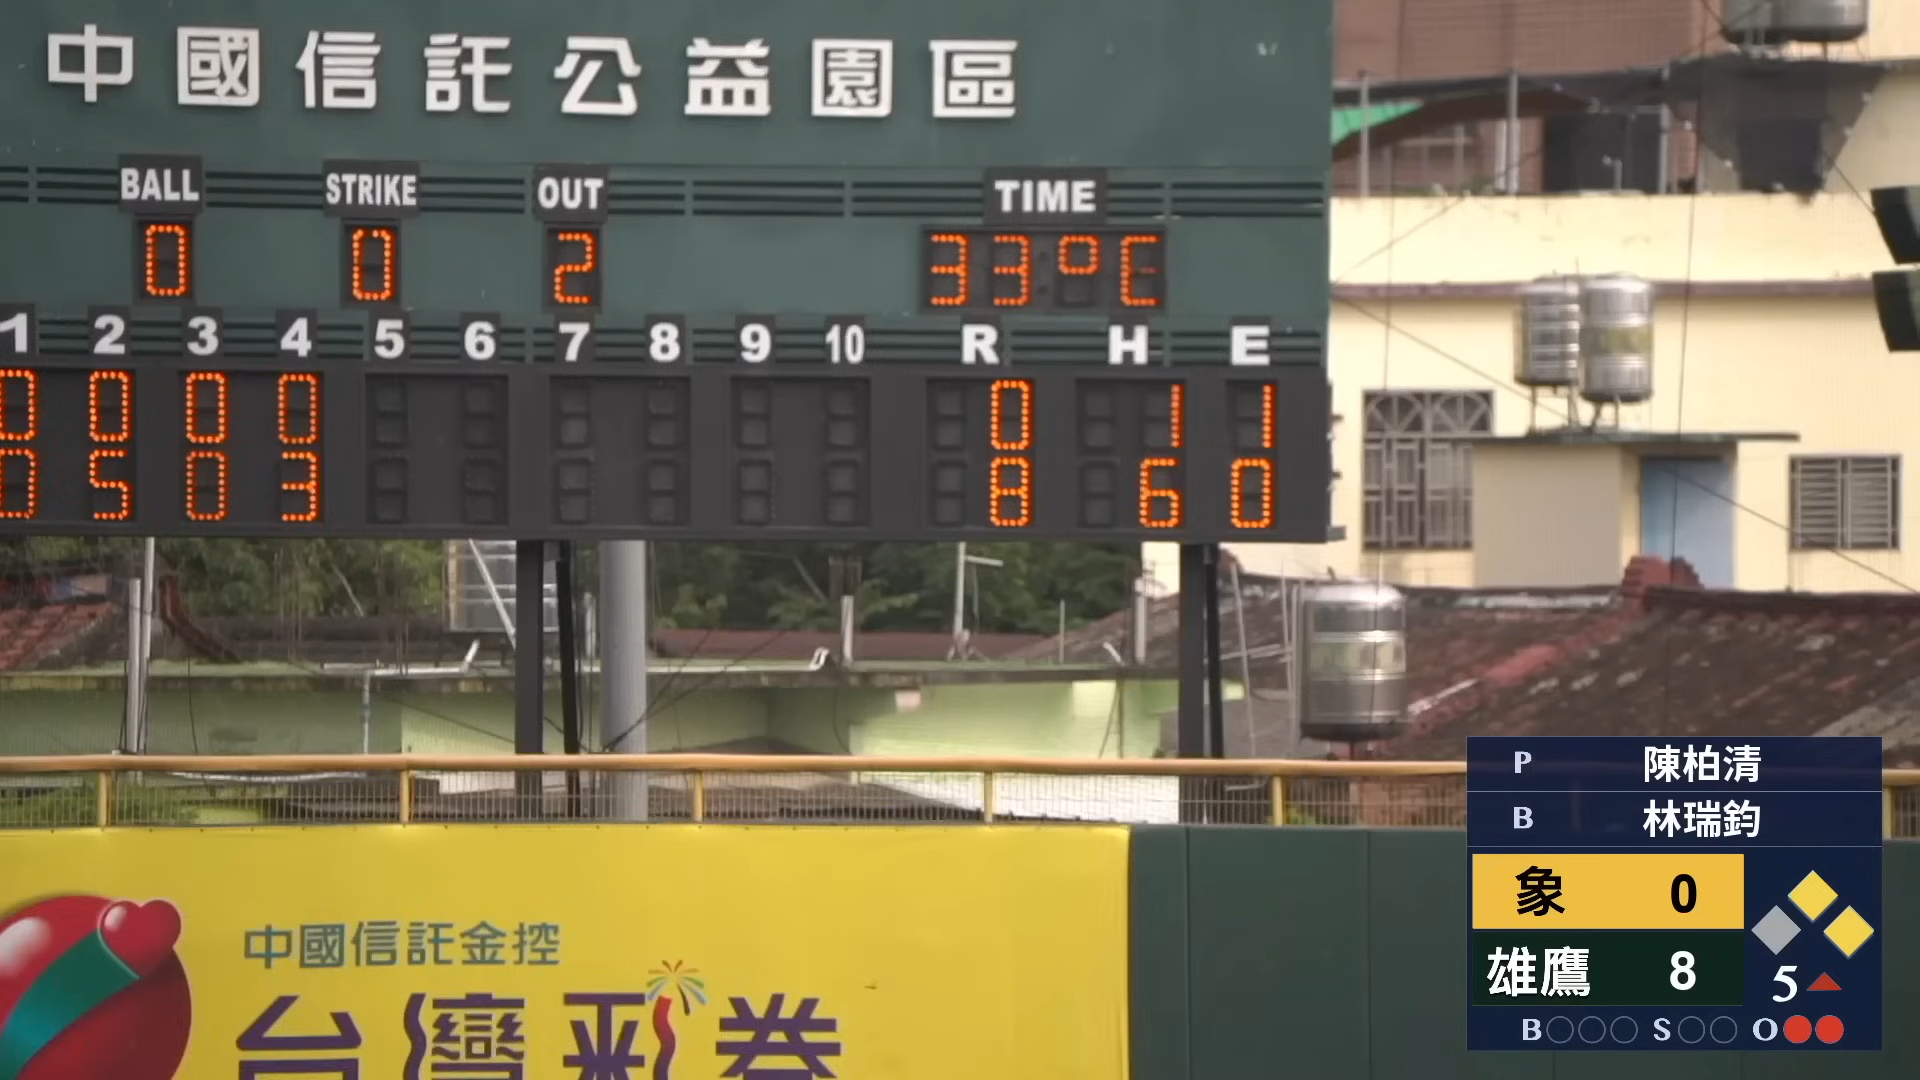 中國信託公益園區
BALL STRIKE OUT TIME
0 0 2 33°C
1 2 3 4 5 6 7 8 9 10 R H E
0 0 0 0 0 1 1
0 5 0 3 8 6 0
中國信託金控
台灣彩券
P 陳柏清
B 林瑞鈞
象 0
雄鷹 8
5
B S O